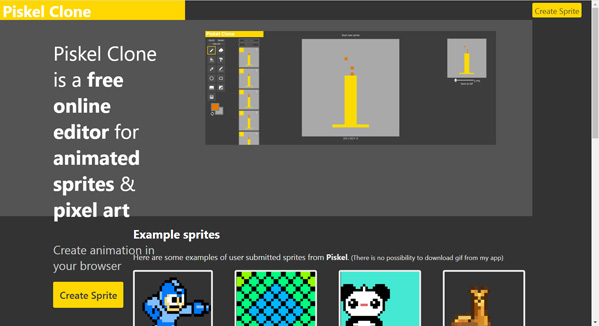 Piskel Clone
Create Sprite
Piskel Clone
is a free
online
editor for
animated
sprites &
pixel art
Create animation in
your browser
Create Sprite
Piskel Clone
Example sprites
Here are some examples of user submitted sprites from Piskel. (There is no possibility to download gif from my app)